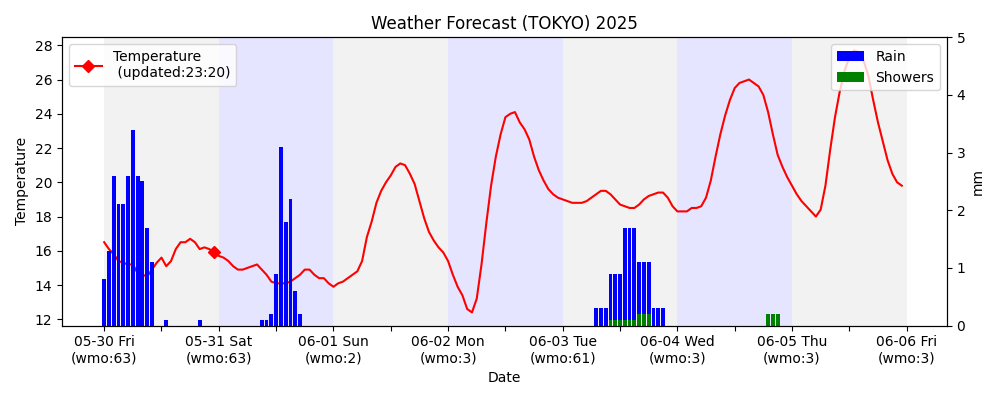 Weather Forecast (TOKYO) 2025
Temperature
(updated:23:20)
Rain
Showers
28
26
24
22
20
18
16
14
12
Temperature
5
4
3
2
1
0
mm
05-30 Fri
(wmo:63)
05-31 Sat
(wmo:63)
06-01 Sun
(wmo:2)
06-02 Mon
(wmo:3)
06-03 Tue
(wmo:61)
06-04 Wed
(wmo:3)
06-05 Thu
(wmo:3)
06-06 Fri
(wmo:3)
Date